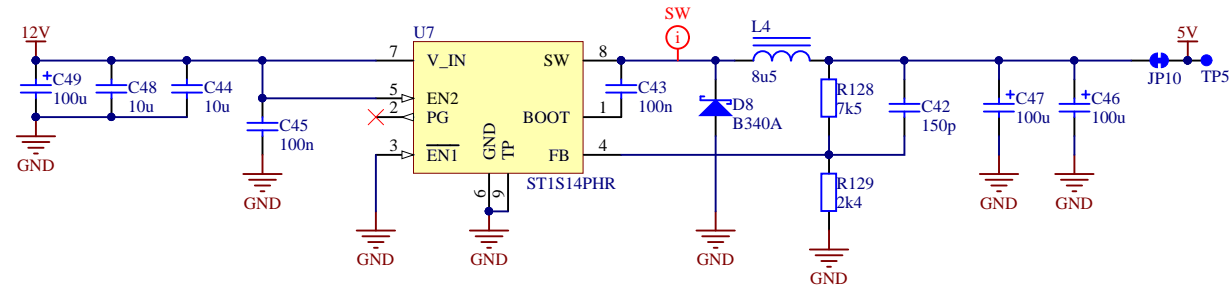 SW
12V
U7
L4
5V
i
7
V_IN
SW
8
8u5
JP10
TP5
C49
100u
C48
10u
C44
10u
C45
100n
5
EN2
2
PG
3
EN1
GND
TP
BOOT
1
FB
4
6
9
ST1S14PHR
C43
100n
D8
B340A
R128
7k5
C42
150p
C47
100u
C46
100u
R129
2k4
GND
GND
GND
GND
GND
GND
GND
GND